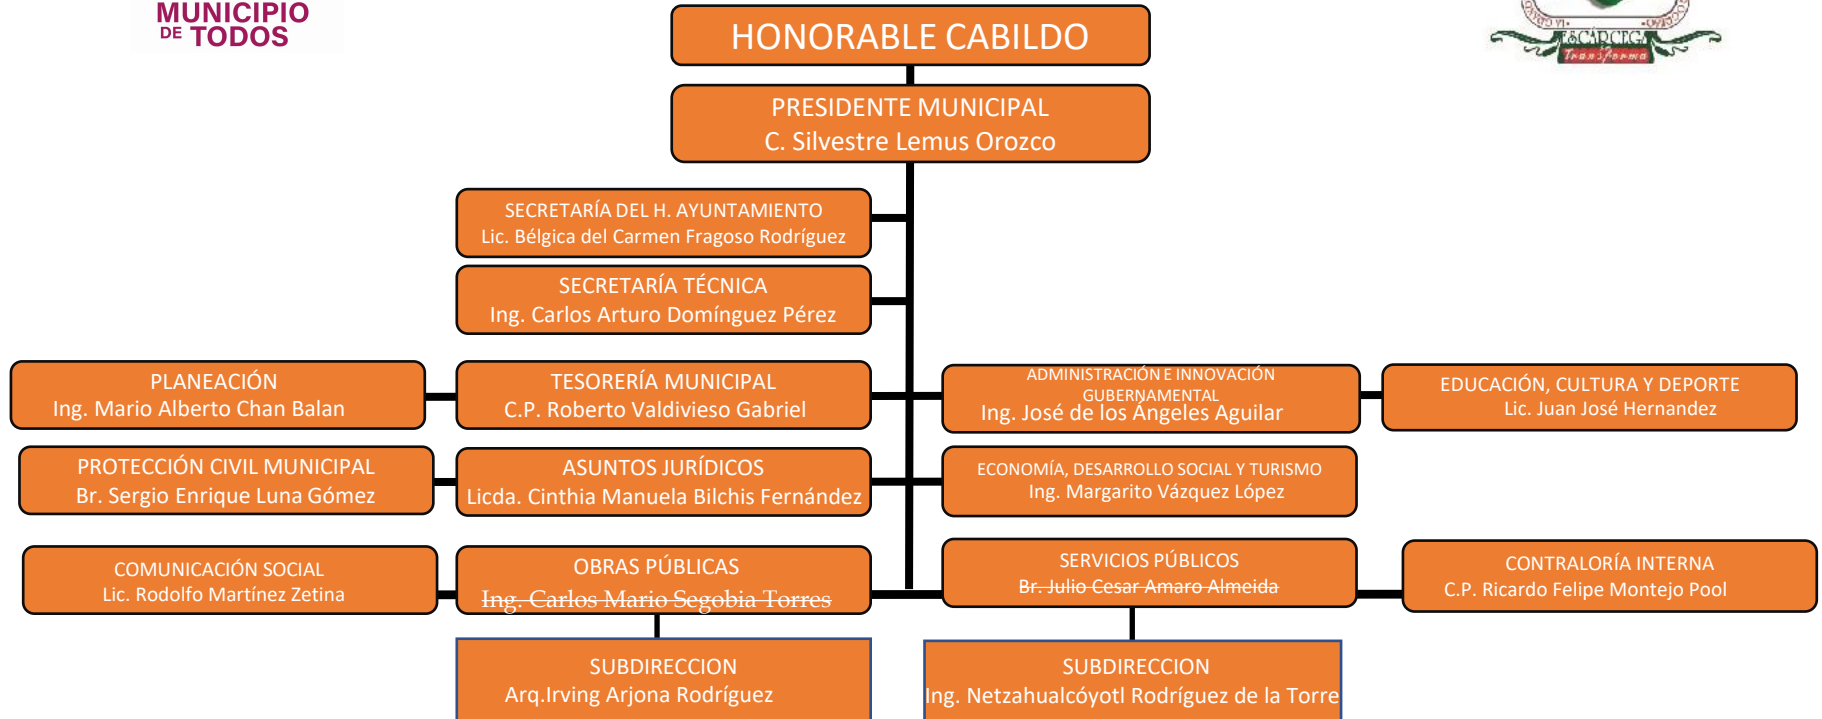 MUNICIPIO
DE TODOS
ESCARCEGA
Transforma
HONORABLE CABILDO
PRESIDENTE MUNICIPAL
C. Silvestre Lemus Orozco
SECRETARÍA DEL H. AYUNTAMIENTO
Lic. Bélgica del Carmen Fragoso Rodríguez
SECRETARÍA TÉCNICA
Ing. Carlos Arturo Domínguez Pérez
PLANEACIÓN
Ing. Mario Alberto Chan Balan
TESORERÍA MUNICIPAL
C.P. Roberto Valdivieso Gabriel
ADMINISTRACIÓN E INNOVACIÓN
GUBERNAMENTAL
Ing. José de los Ángeles Aguilar
EDUCACIÓN, CULTURA Y DEPORTE
Lic. Juan José Hernandez
PROTECCIÓN CIVIL MUNICIPAL
Br. Sergio Enrique Luna Gómez
ASUNTOS JURÍDICOS
Licda. Cinthia Manuela Bilchis Fernández
ECONOMÍA, DESARROLLO SOCIAL Y TURISMO
Ing. Margarito Vázquez López
COMUNICACIÓN SOCIAL
Lic. Rodolfo Martínez Zetina
OBRAS PÚBLICAS
Ing. Carlos Mario Segobia Torres
SERVICIOS PÚBLICOS
Br. Julio Cesar Amaro Almeida
CONTRALORÍA INTERNA
C.P. Ricardo Felipe Montejo Pool
SUBDIRECCION
Arq.Irving Arjona Rodríguez
SUBDIRECCION
Ing. Netzahualcóyotl Rodríguez de la Torre